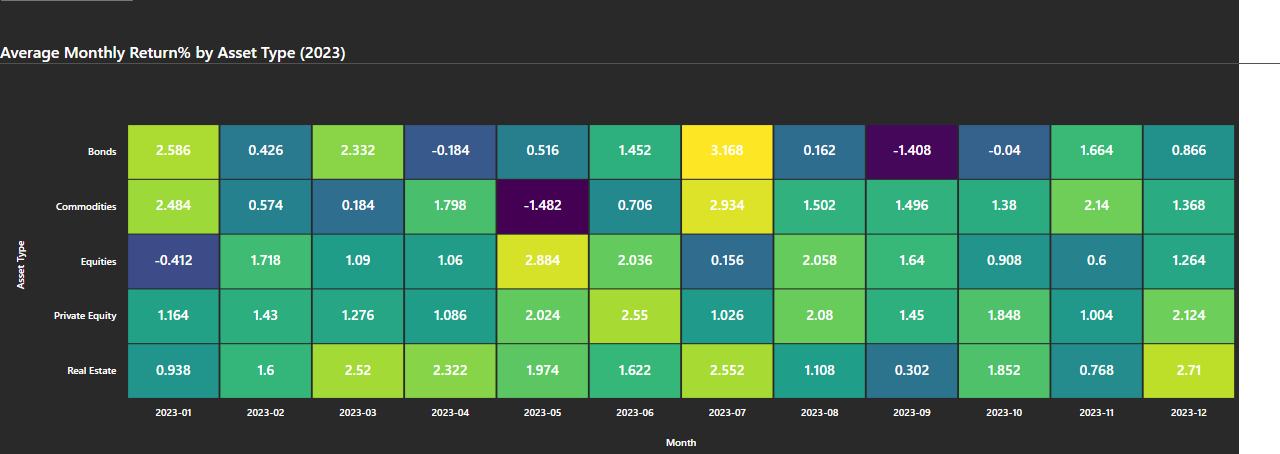 Average Monthly Return% by Asset Type (2023)
Asset Type
Bonds 2.586 0.426 2.332 -0.184 0.516 1.452 3.168 0.162 -1.408 -0.04 1.664 0.866
Commodities 2.484 0.574 0.184 1.798 -1.482 0.706 2.934 1.502 1.496 1.38 2.14 1.368
Equities -0.412 1.718 1.09 1.06 2.884 2.036 0.156 2.058 1.64 0.908 0.6 1.264
Private Equity 1.164 1.43 1.276 1.086 2.024 2.55 1.026 2.08 1.45 1.848 1.004 2.124
Real Estate 0.938 1.6 2.52 2.322 1.974 1.622 2.552 1.108 0.302 1.852 0.768 2.71
2023-01 2023-02 2023-03 2023-04 2023-05 2023-06 2023-07 2023-08 2023-09 2023-10 2023-11 2023-12
Month